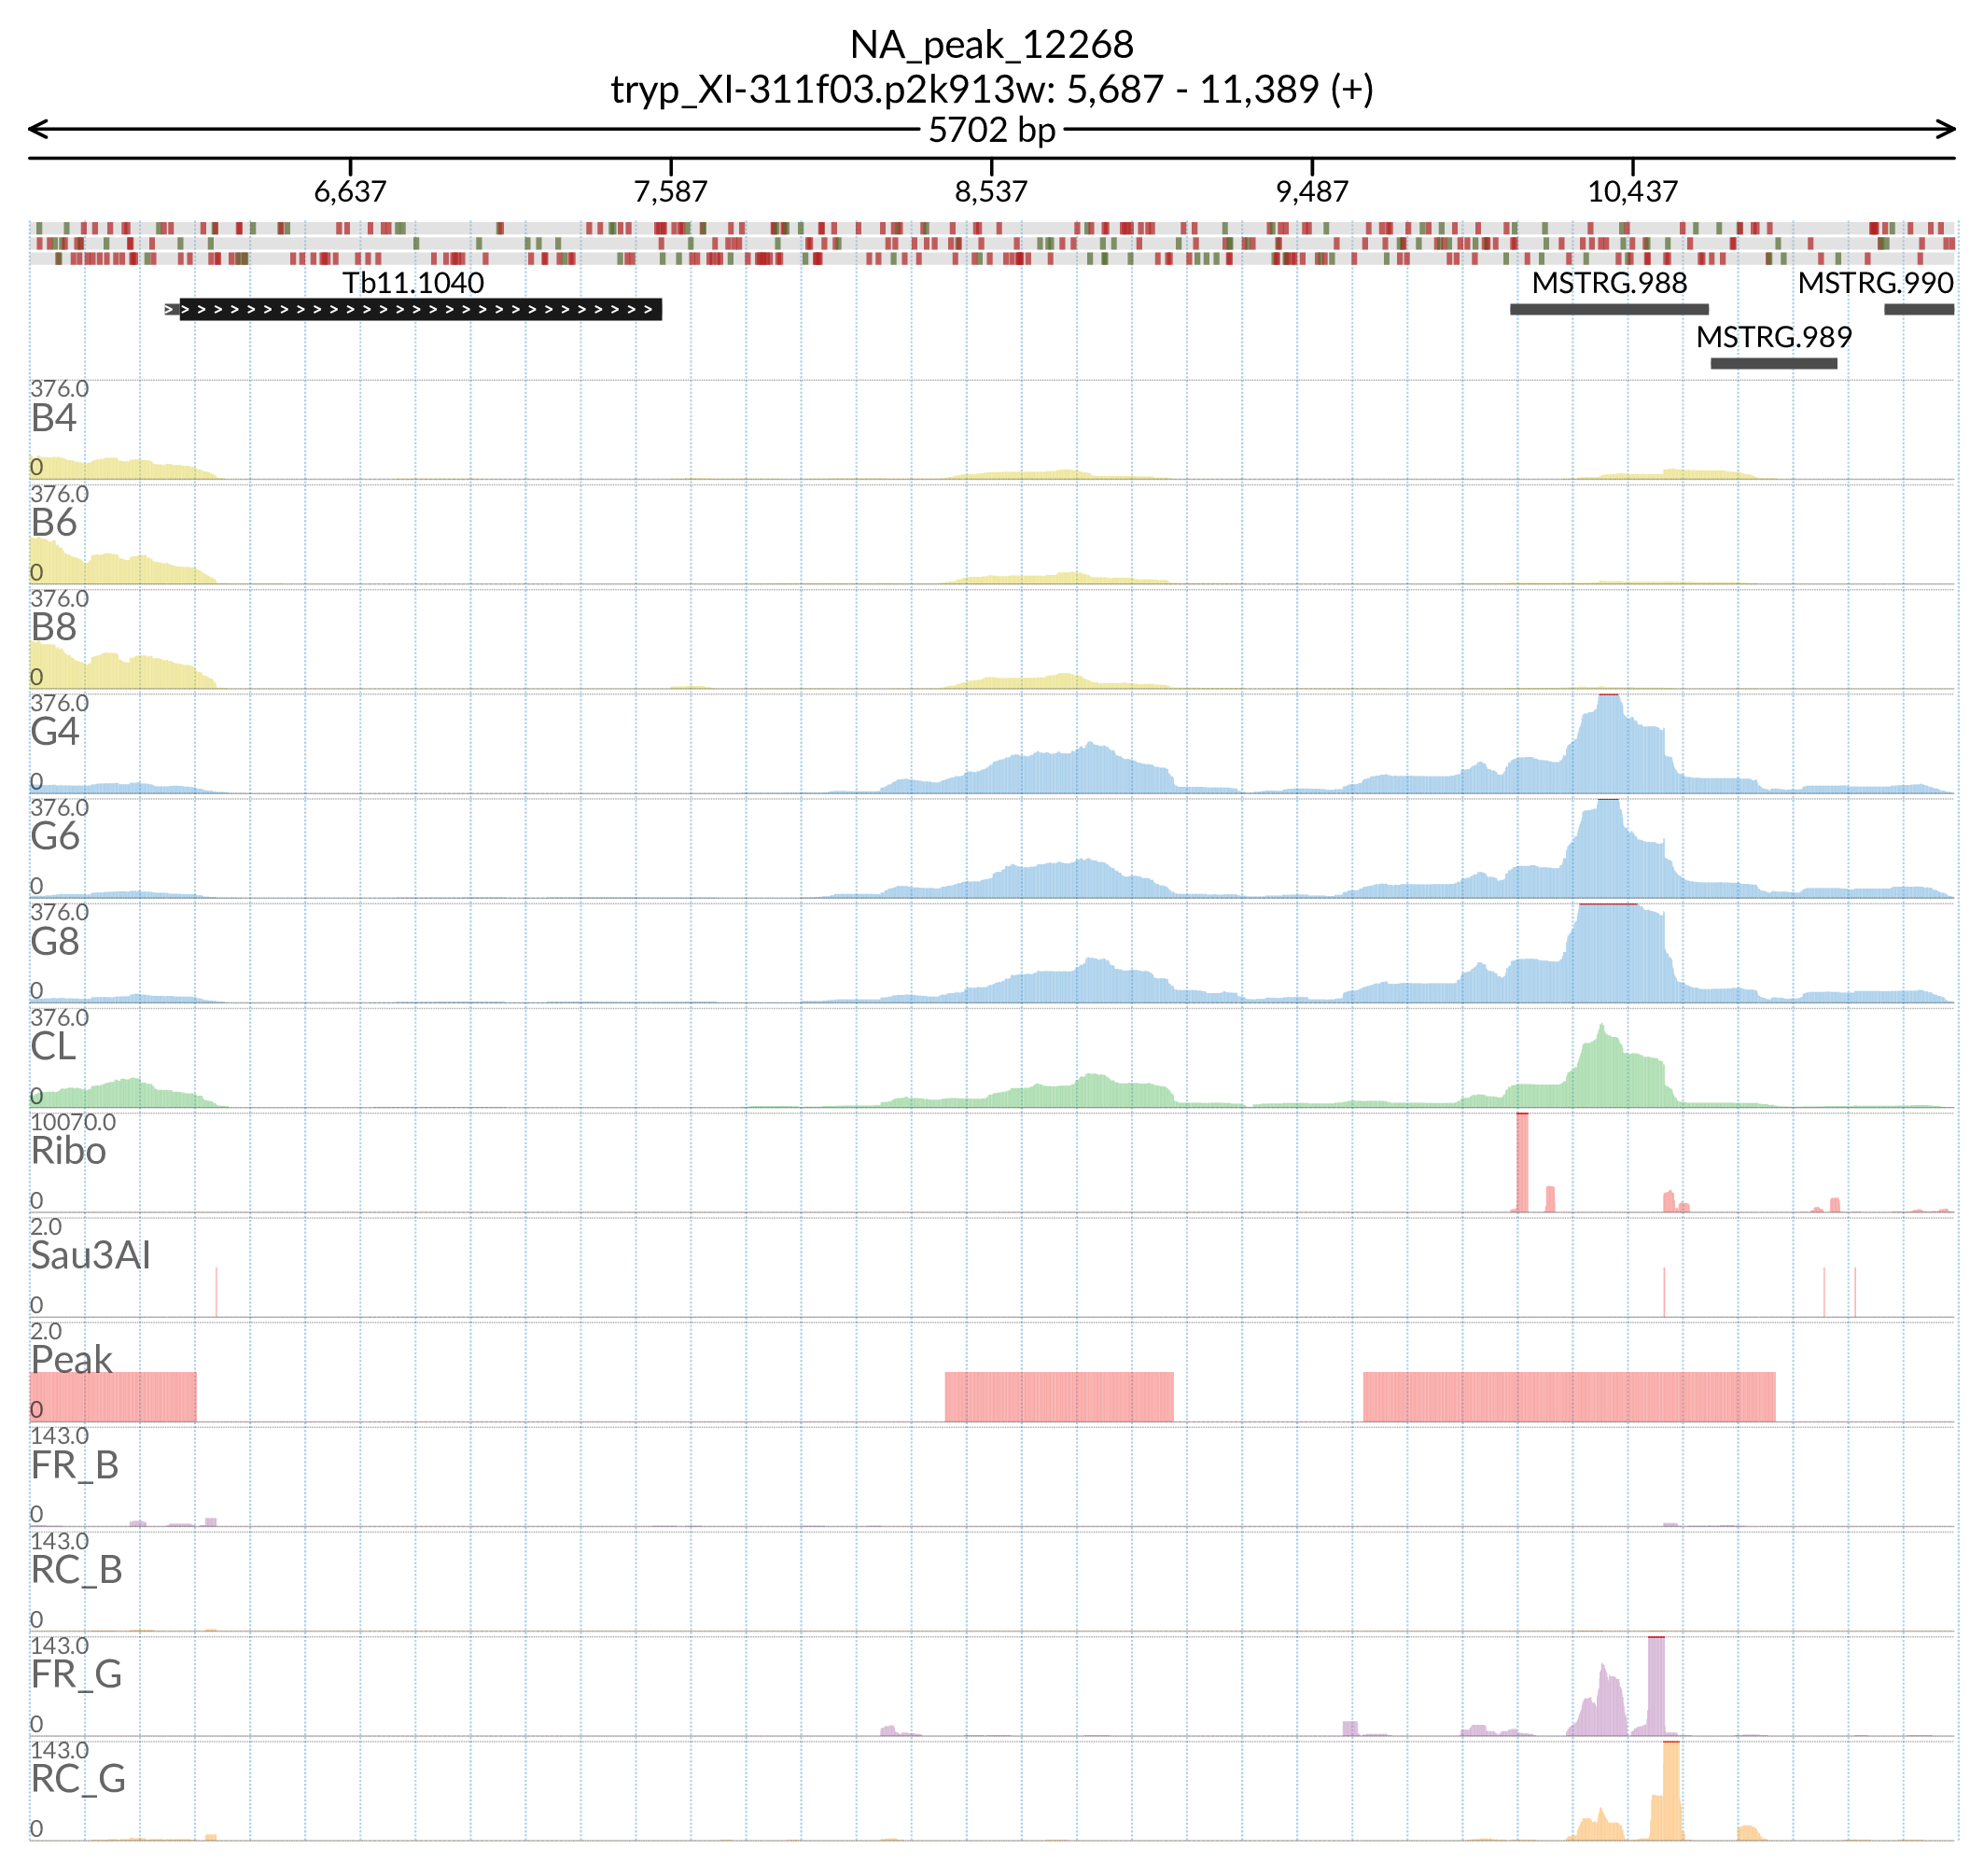 NA_peak_12268
tryp_XI-311f03.p2k913w: 5,687 - 11,389 (+)
5702 bp
6,637 7,587 8,537 9,487 10,437
Tb11.1040 MSTRG.988 MSTRG.990
MSTRG.989
376.0
B4
0
376.0
B6
0
376.0
B8
0
376.0
G4
0
376.0
G6
0
376.0
G8
0
376.0
CL
0
10070.0
Ribo
0
2.0
Sau3AI
0
2.0
Peak
0
143.0
FR_B
0
143.0
RC_B
0
143.0
FR_G
0
143.0
RC_G
0